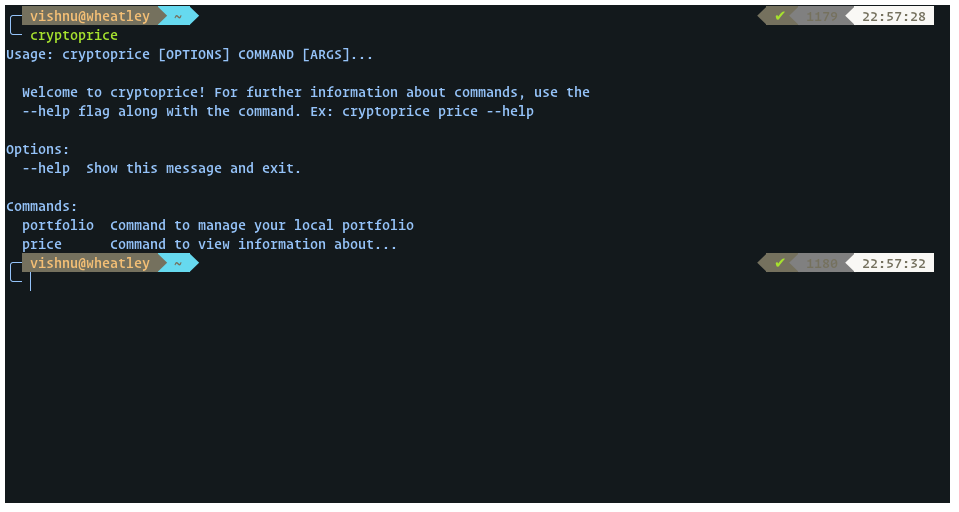 vishnu@wheatley ~ ✔ 1179 22:57:28
cryptoprice
Usage: cryptoprice [OPTIONS] COMMAND [ARGS]...
Welcome to cryptoprice! For further information about commands, use the
--help flag along with the command. Ex: cryptoprice price --help
Options:
--help  Show this message and exit.
Commands:
portfolio  Command to manage your local portfolio
price      Command to view information about...
vishnu@wheatley ~ ✔ 1180 22:57:32